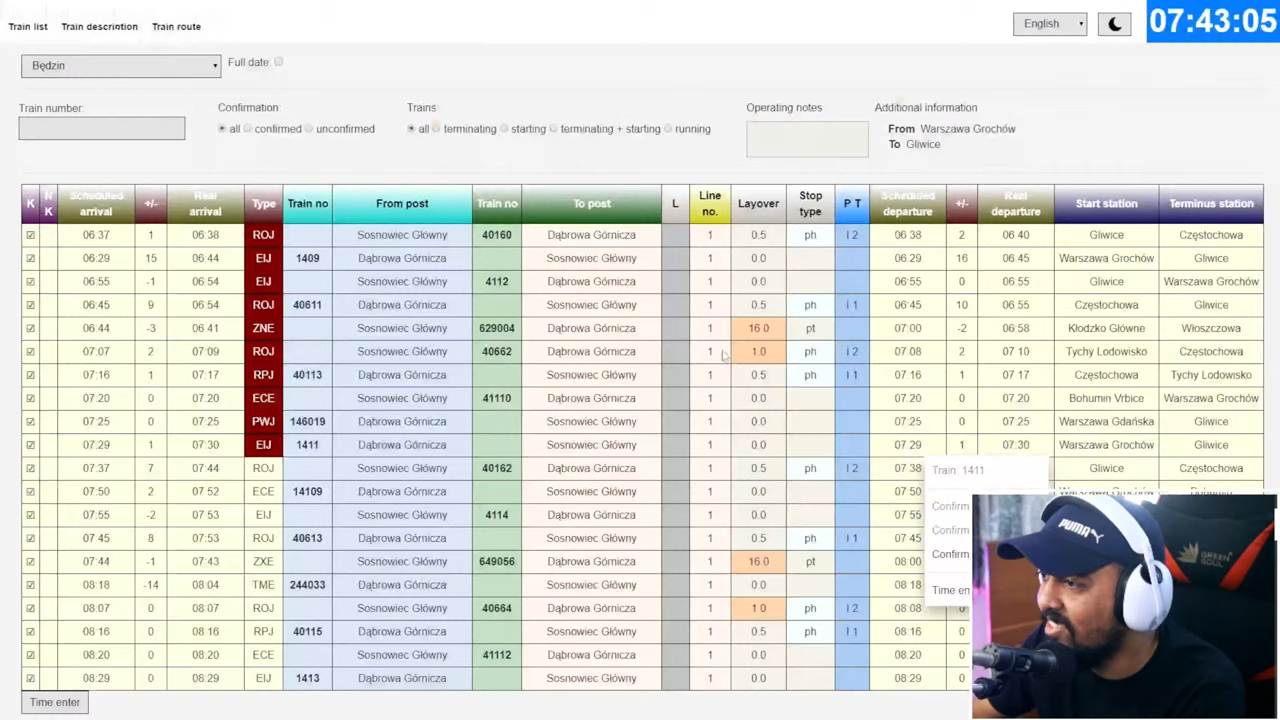 Train list Train description Train route English 07:43:05
Będzin Full date:
Train number: Confirmation: Trains: Operating notes Additional information
all confirmed unconfirmed all terminating starting terminating + starting running
From Warszawa Grochów
To Gliwice
K N K Scheduled arrival +/- Real arrival Type Train no From post Train no To post L Line no. Layover Stop type P T Scheduled departure +/- Real departure Start station Terminus station
06:37 1 06:38 ROJ Sosnowiec Główny 40160 Dąbrowa Górnicza 1 0.5 ph I 2 06:38 2 06:40 Gliwice Częstochowa
06:29 15 06:44 EIJ 1409 Dąbrowa Górnicza Sosnowiec Główny 1 0.0 06:29 16 06:45 Warszawa Grochów Gliwice
06:55 -1 06:54 EIJ Sosnowiec Główny 4112 Dąbrowa Górnicza 1 0.0 06:55 0 06:55 Gliwice Warszawa Grochów
06:45 9 06:54 ROJ 40611 Dąbrowa Górnicza Sosnowiec Główny 1 0.5 ph I 1 06:45 10 06:55 Częstochowa Gliwice
06:44 -3 06:41 ZNE Sosnowiec Główny 629004 Dąbrowa Górnicza 1 16.0 pt 07:00 -2 06:58 Kłodzko Główne Włoszczowa
07:07 2 07:09 ROJ Sosnowiec Główny 40662 Dąbrowa Górnicza 1 1.0 ph I 2 07:08 2 07:10 Tychy Lodowisko Częstochowa
07:16 1 07:17 RPJ 40113 Dąbrowa Górnicza Sosnowiec Główny 1 0.5 ph I 1 07:16 1 07:17 Częstochowa Tychy Lodowisko
07:20 0 07:20 ECE Sosnowiec Główny 41110 Dąbrowa Górnicza 1 0.0 07:20 0 07:20 Bohumin Vrbice Warszawa Grochów
07:25 0 07:25 PWJ 146019 Dąbrowa Górnicza Sosnowiec Główny 1 0.0 07:25 0 07:25 Warszawa Gdańska Gliwice
07:29 1 07:30 EIJ 1411 Dąbrowa Górnicza Sosnowiec Główny 1 0.0 07:29 1 07:30 Warszawa Grochów Gliwice
07:37 7 07:44 ROJ Sosnowiec Główny 40162 Dąbrowa Górnicza 1 0.5 ph I 2 07:38 Train: 1411 Gliwice Częstochowa
07:50 2 07:52 ECE 14109 Dąbrowa Górnicza Sosnowiec Główny 1 0.0 07:50
07:55 -2 07:53 EIJ Sosnowiec Główny 4114 Dąbrowa Górnicza 1 0.0 07:55 Confirm
07:45 8 07:53 ROJ 40613 Dąbrowa Górnicza Sosnowiec Główny 1 0.5 ph I 1 07:45 Confirm PUMA
07:44 -1 07:43 ZXE Sosnowiec Główny 649056 Dąbrowa Górnicza 1 16.0 pt 08:00 Confirm GREEN SOUL
08:18 -14 08:04 TME 244033 Dąbrowa Górnicza Sosnowiec Główny 1 0.0 08:18 Time en
08:07 0 08:07 ROJ Sosnowiec Główny 40664 Dąbrowa Górnicza 1 1.0 ph I 2 08:08 0
08:16 0 08:16 RPJ 40115 Dąbrowa Górnicza Sosnowiec Główny 1 0.5 ph I 1 08:16 0
08:20 0 08:20 ECE Sosnowiec Główny 41112 Dąbrowa Górnicza 1 0.0 08:20 0
08:29 0 08:29 EIJ 1413 Dąbrowa Górnicza Sosnowiec Główny 1 0.0 08:29 0
Time enter